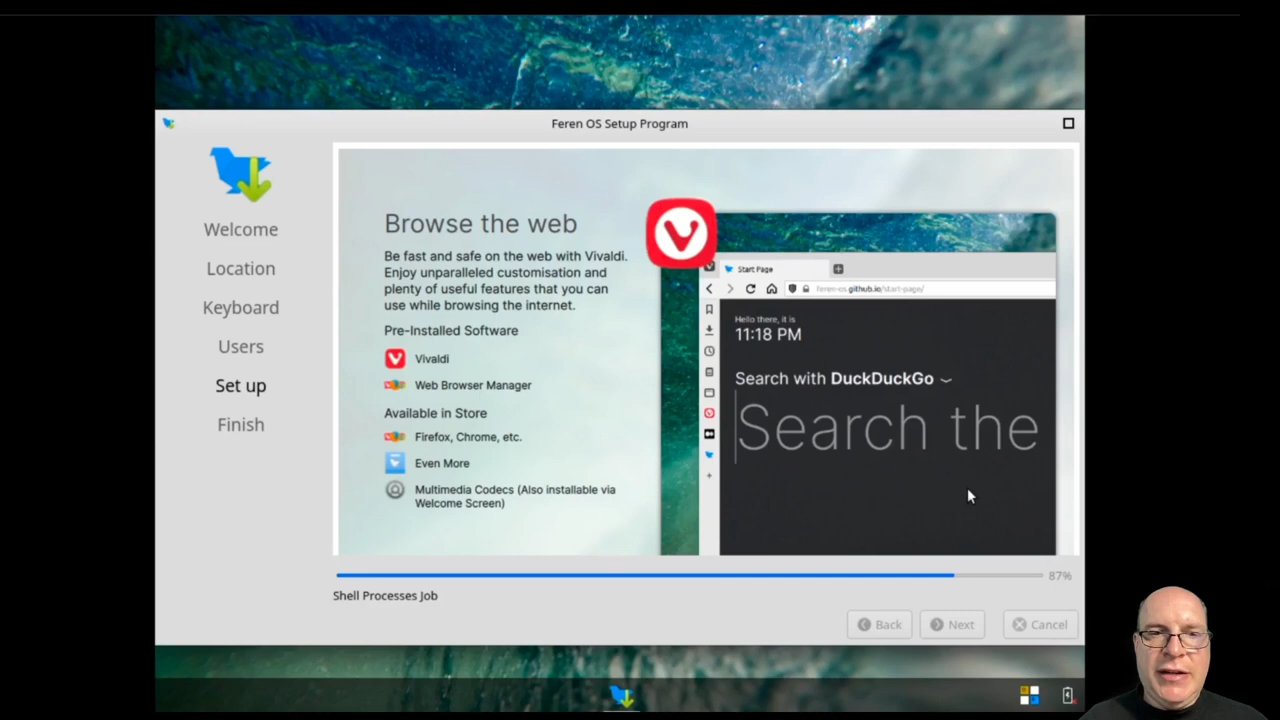 Feren OS Setup Program
Welcome
Location
Keyboard
Users
Set up
Finish
Browse the web
Be fast and safe on the web with Vivaldi.
Enjoy unparalleled customisation and
plenty of useful features that you can
use while browsing the internet.
Pre-Installed Software
Vivaldi
Web Browser Manager
Available in Store
Firefox, Chrome, etc.
Even More
Multimedia Codecs (Also installable via
Welcome Screen)
Start Page
feren-os.github.io/start-page/
Hello there, it is
11:18 PM
Search with DuckDuckGo
Search the
87%
Shell Processes Job
Back
Next
Cancel